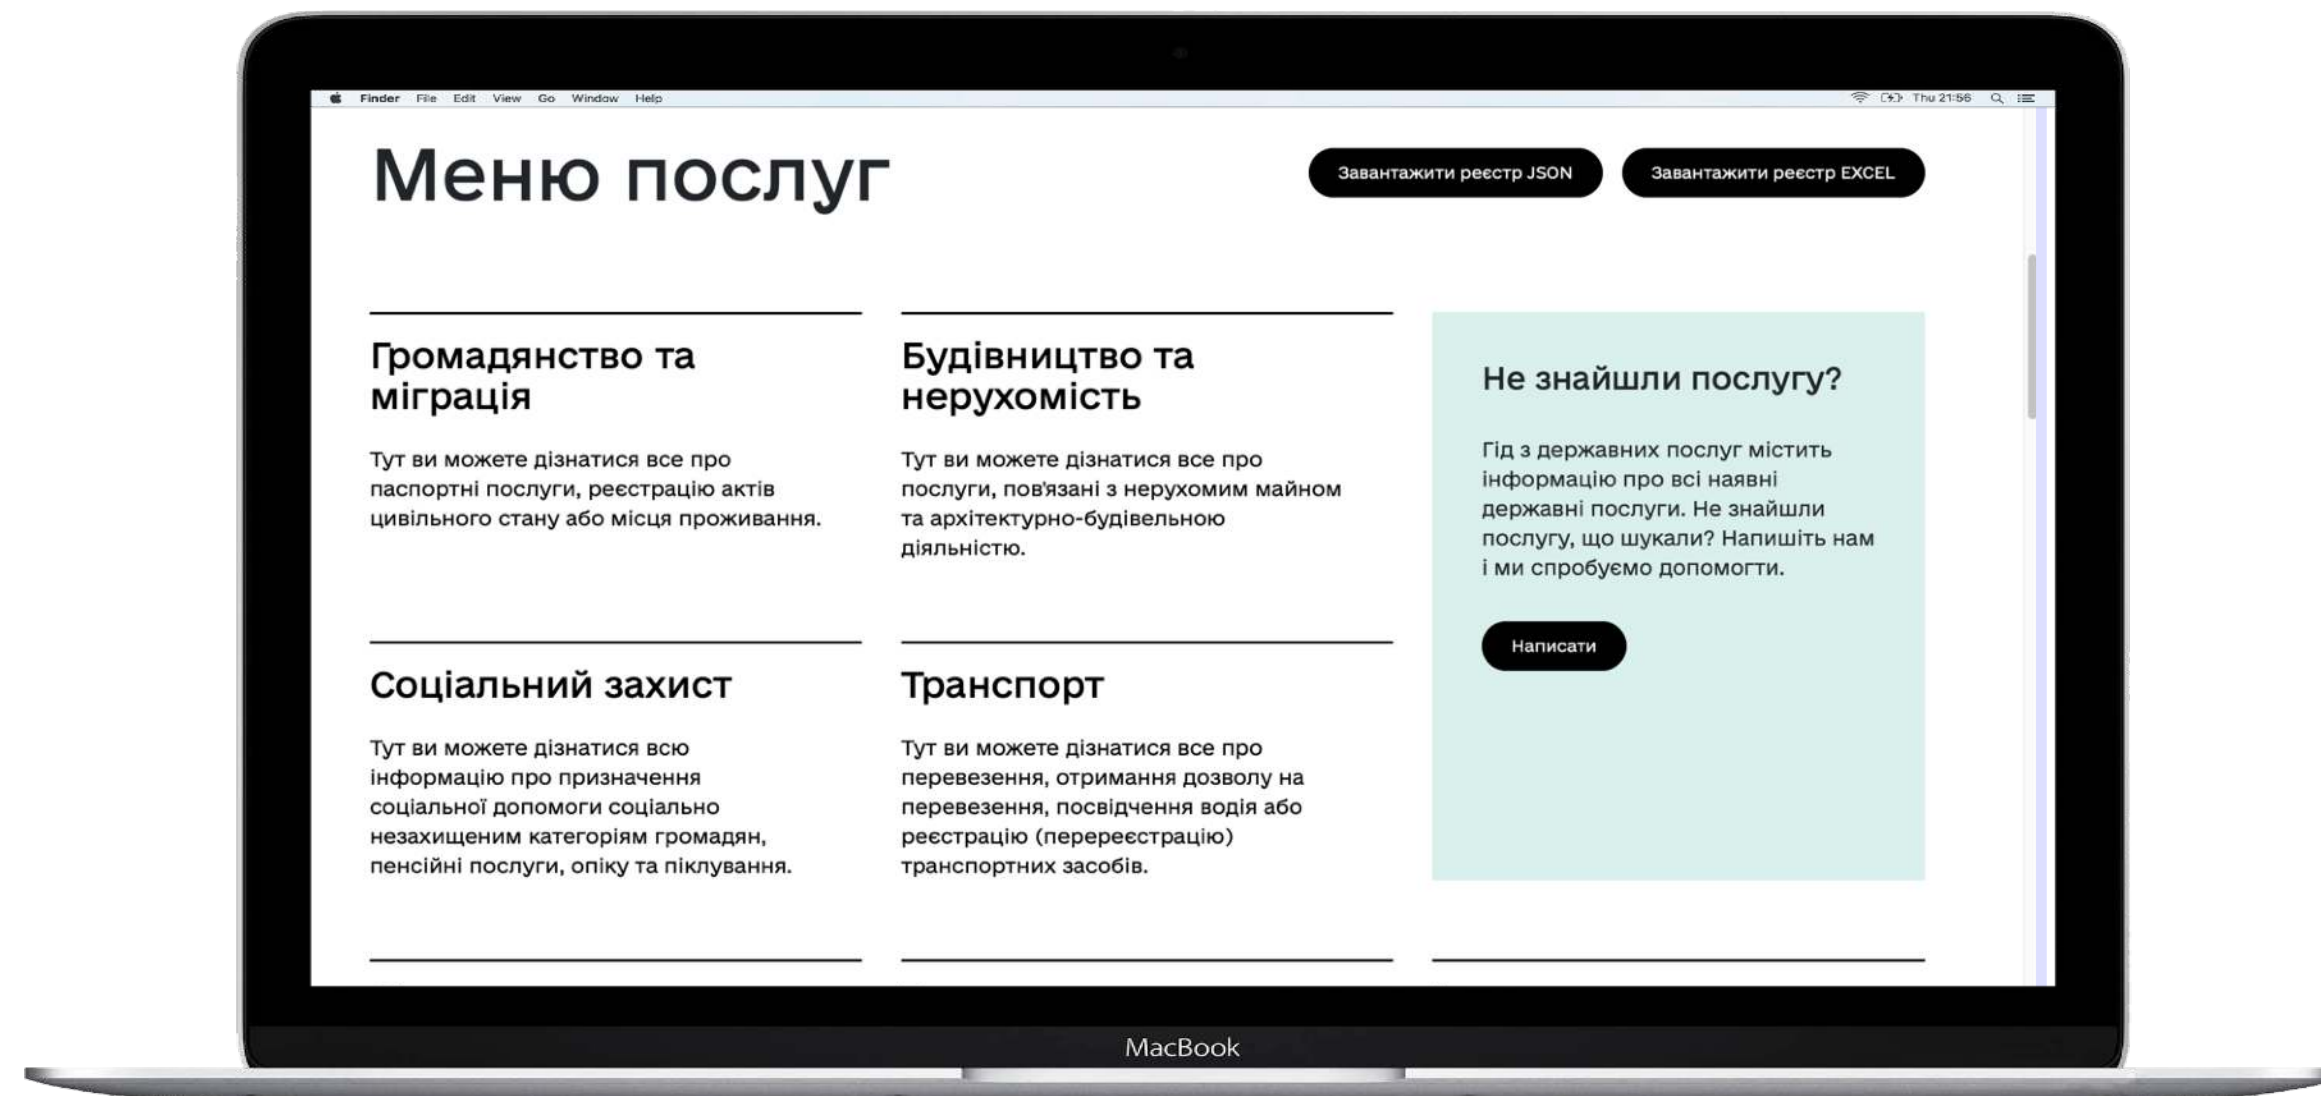 Finder File Edit View Go Window Help
Thu 21:56
Меню послуг
Завантажити реєстр JSON
Завантажити реєстр EXCEL
Громадянство та
міграція
Тут ви можете дізнатися все про
паспортні послуги, реєстрацію актів
цивільного стану або місця проживання.
Будівництво та
нерухомість
Тут ви можете дізнатися все про
послуги, пов'язані з нерухомим майном
та архітектурно-будівельною
діяльністю.
Не знайшли послугу?
Гід з державних послуг містить
інформацію про всі наявні
державні послуги. Не знайшли
послугу, що шукали? Напишіть нам
і ми спробуємо допомогти.
Написати
Соціальний захист
Тут ви можете дізнатися всю
інформацію про призначення
соціальної допомоги соціально
незахищеним категоріям громадян,
пенсійні послуги, опіку та піклування.
Транспорт
Тут ви можете дізнатися все про
перевезення, отримання дозволу на
перевезення, посвідчення водія або
реєстрацію (перереєстрацію)
транспортних засобів.
MacBook